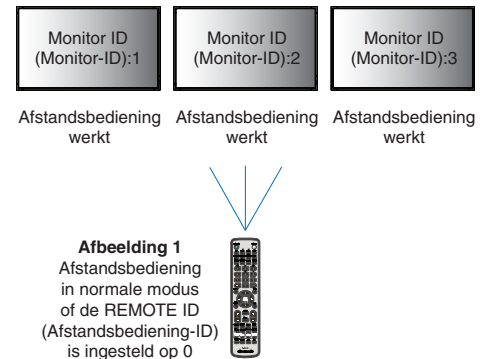 Monitor ID
(Monitor-ID):1
Monitor ID
(Monitor-ID):2
Monitor ID
(Monitor-ID):3
Afstandsbediening
werkt
Afstandsbediening
werkt
Afstandsbediening
werkt
Afbeelding 1
Afstandsbediening
in normale modus
of de REMOTE ID
(Afstandsbediening-ID)
is ingesteld op 0